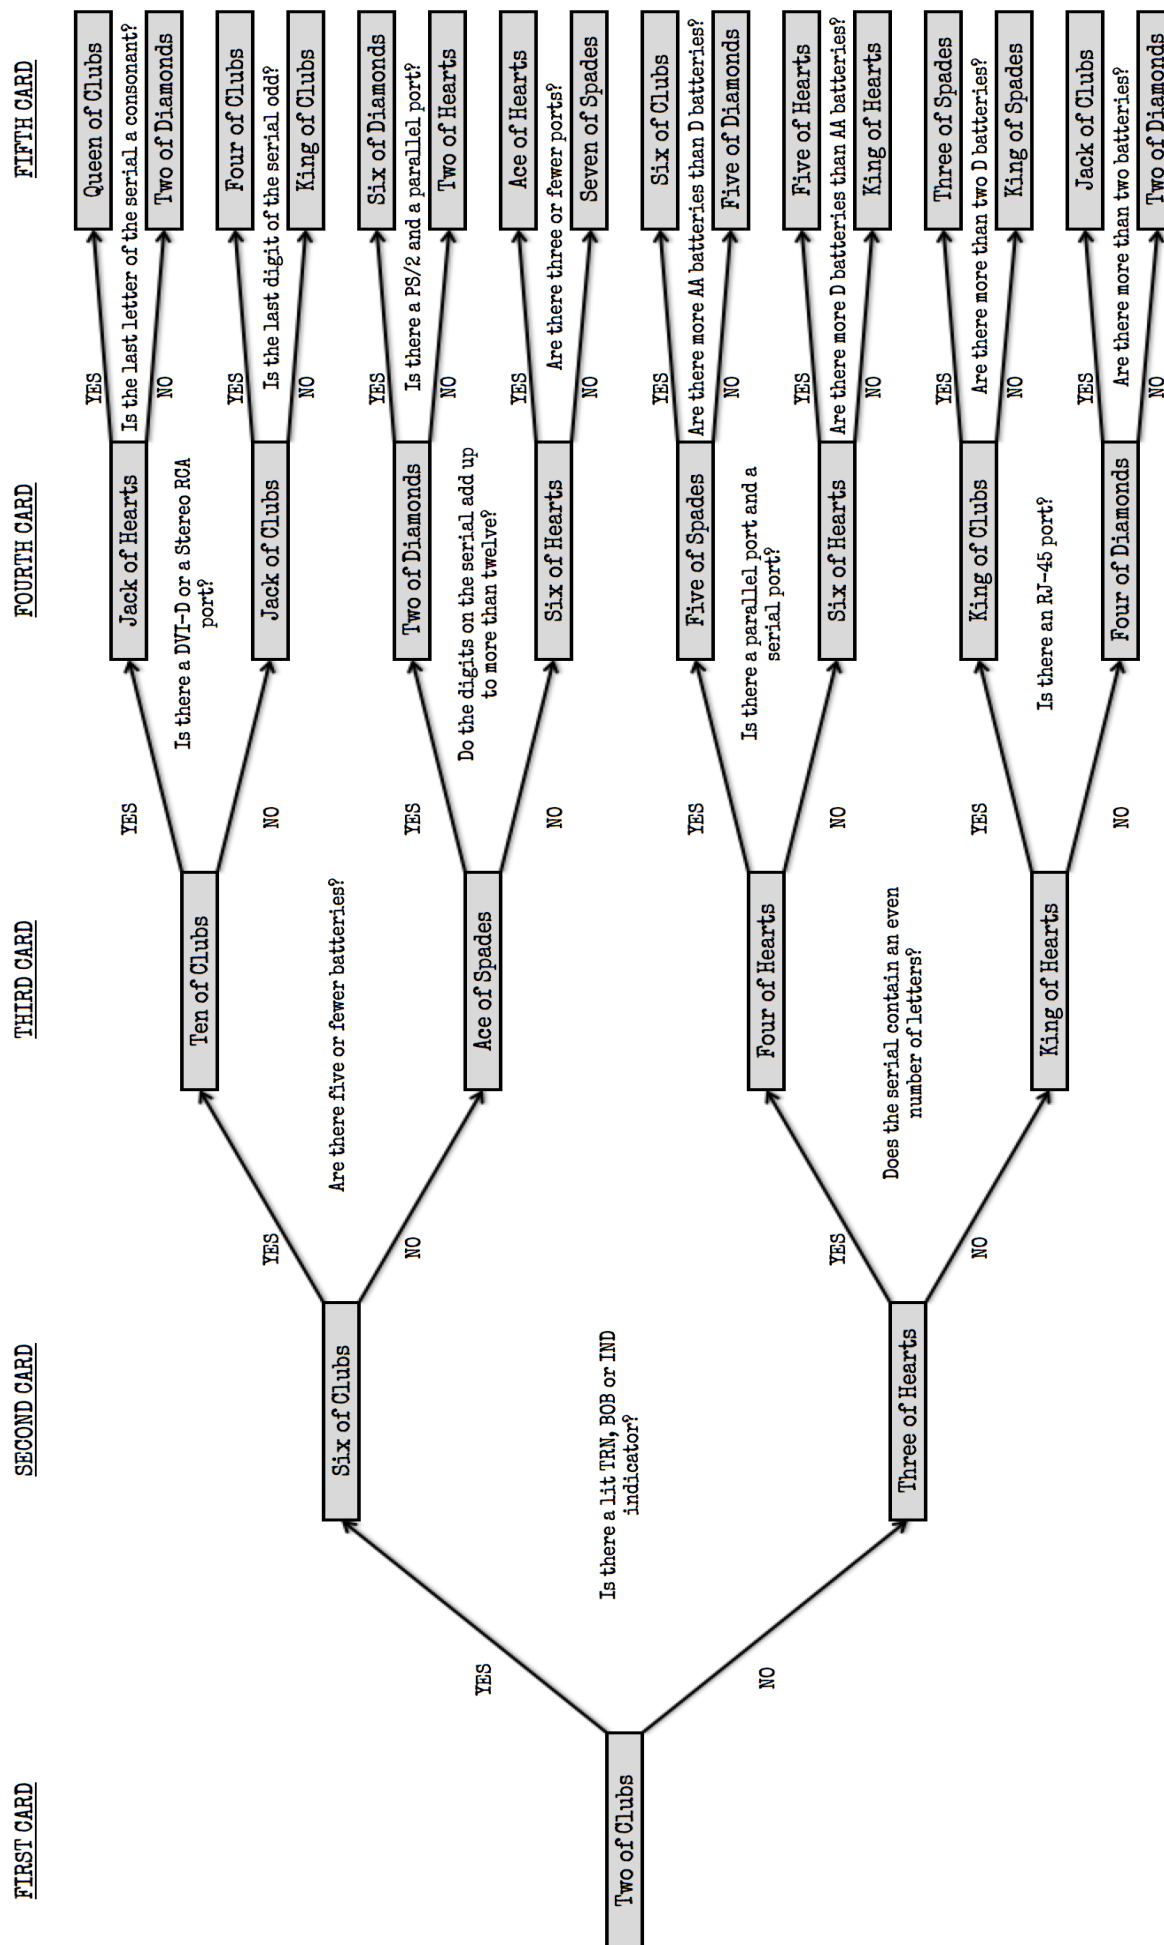 FIRST CARD
SECOND CARD
THIRD CARD
FOURTH CARD
FIFTH CARD
Two of Clubs
YES
NO
Is there a lit TRN, BOB or IND
indicator?
Six of Clubs
Three of Hearts
YES
NO
Are there five or fewer batteries?
YES
NO
Does the serial contain an even
number of letters?
Ten of Clubs
Ace of Spades
Four of Hearts
King of Hearts
YES
NO
Is there a DVI-D or a Stereo RCA
port?
YES
NO
Do the digits on the serial add up
to more than twelve?
YES
NO
Is there a parallel port and a
serial port?
YES
NO
Is there an RJ-45 port?
Jack of Hearts
Jack of Clubs
Two of Diamonds
Six of Hearts
Five of Spades
Six of Hearts
King of Clubs
Four of Diamonds
YES
Is the last letter of the serial a consonant?
NO
YES
Is the last digit of the serial odd?
NO
YES
Is there a PS/2 and a parallel port?
NO
YES
Are there three or fewer ports?
NO
YES
Are there more AA batteries than D batteries?
NO
YES
Are there more D batteries than AA batteries?
NO
YES
Are there more than two D batteries?
NO
YES
Are there more than two batteries?
NO
Queen of Clubs
Two of Diamonds
Four of Clubs
King of Clubs
Six of Diamonds
Two of Hearts
Ace of Hearts
Seven of Spades
Six of Clubs
Five of Diamonds
Five of Hearts
King of Hearts
Three of Spades
King of Spades
Jack of Clubs
Two of Diamonds